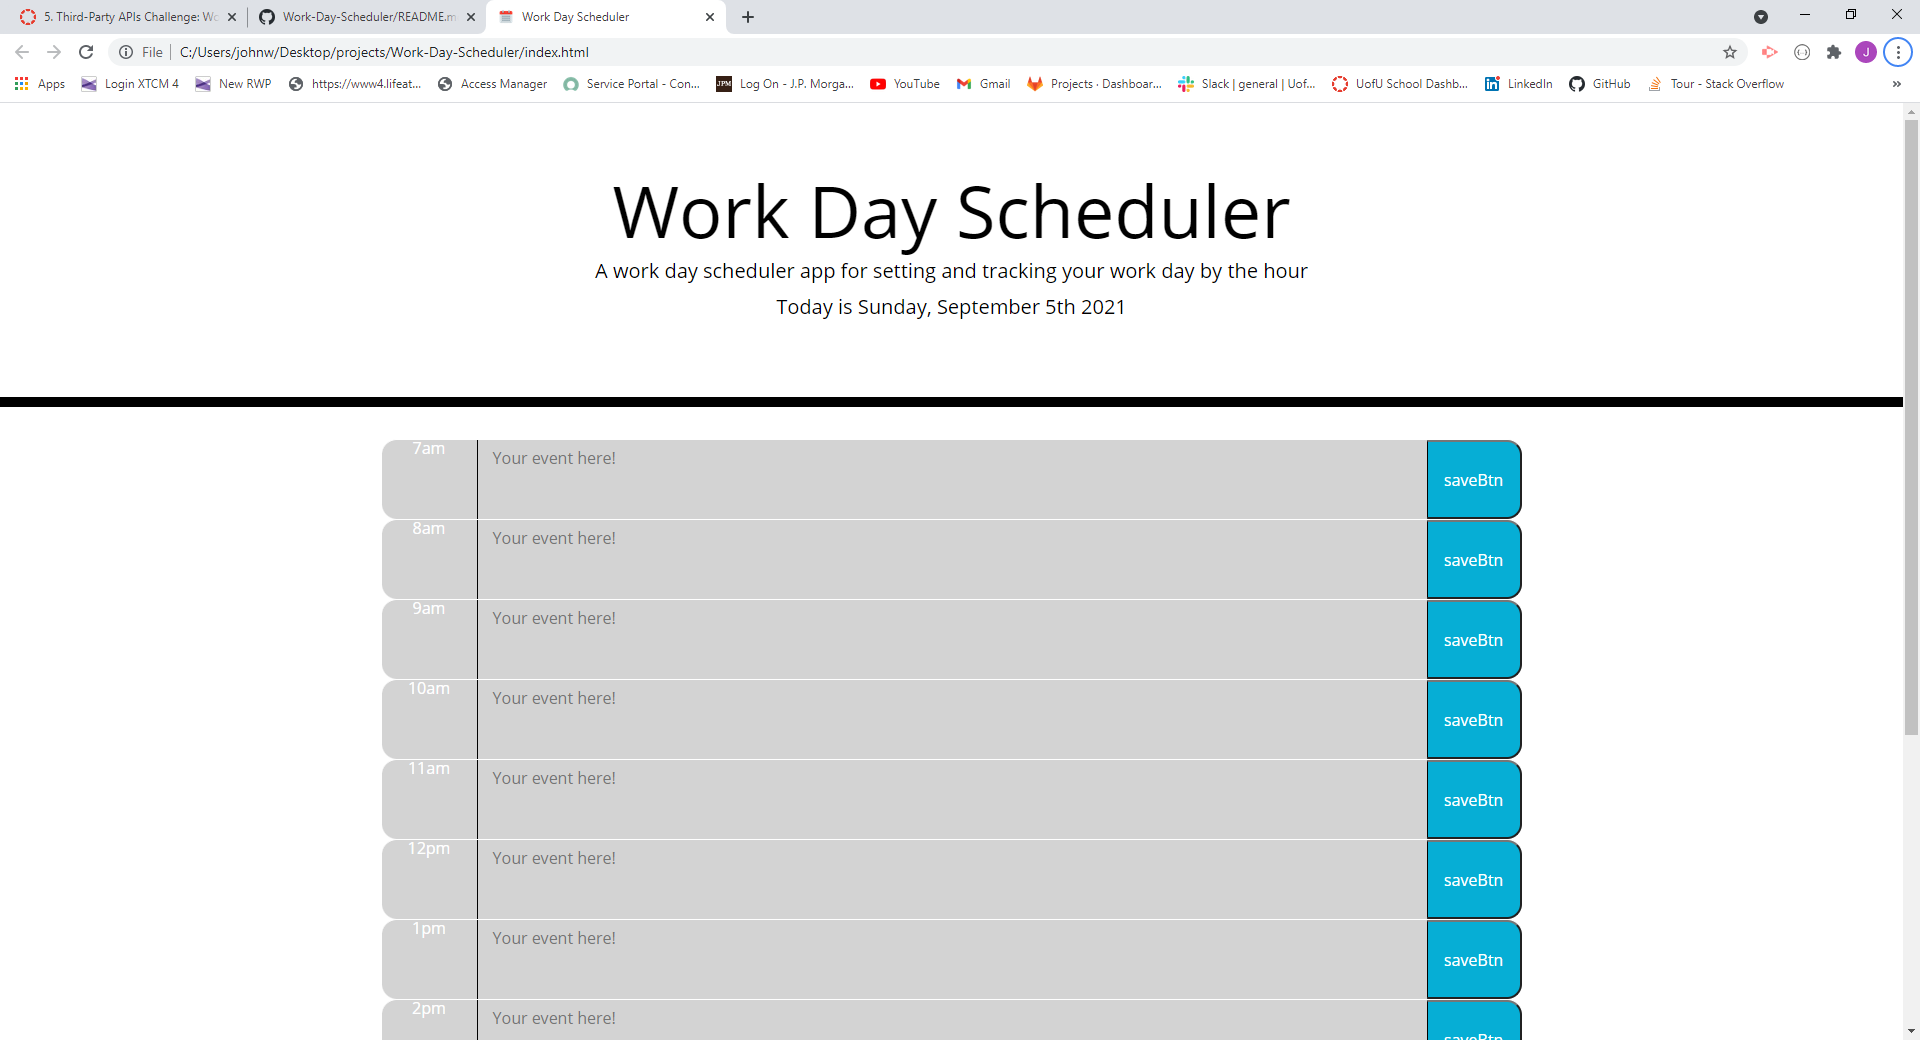 5. Third-Party APIs Challenge: Wo
Work-Day-Scheduler/README.m
Work Day Scheduler
File
C:/Users/johnw/Desktop/projects/Work-Day-Scheduler/index.html
J
Apps
Login XTCM 4
New RWP
https://www4.lifeat...
Access Manager
Service Portal - Con...
JPM
Log On - J.P. Morga...
YouTube
Gmail
Projects · Dashboar...
Slack | general | Uof...
UofU School Dashb...
LinkedIn
GitHub
Tour - Stack Overflow
»
Work Day Scheduler
A work day scheduler app for setting and tracking your work day by the hour
Today is Sunday, September 5th 2021
7am
Your event here!
saveBtn
8am
Your event here!
saveBtn
9am
Your event here!
saveBtn
10am
Your event here!
saveBtn
11am
Your event here!
saveBtn
12pm
Your event here!
saveBtn
1pm
Your event here!
saveBtn
2pm
Your event here!
saveBtn